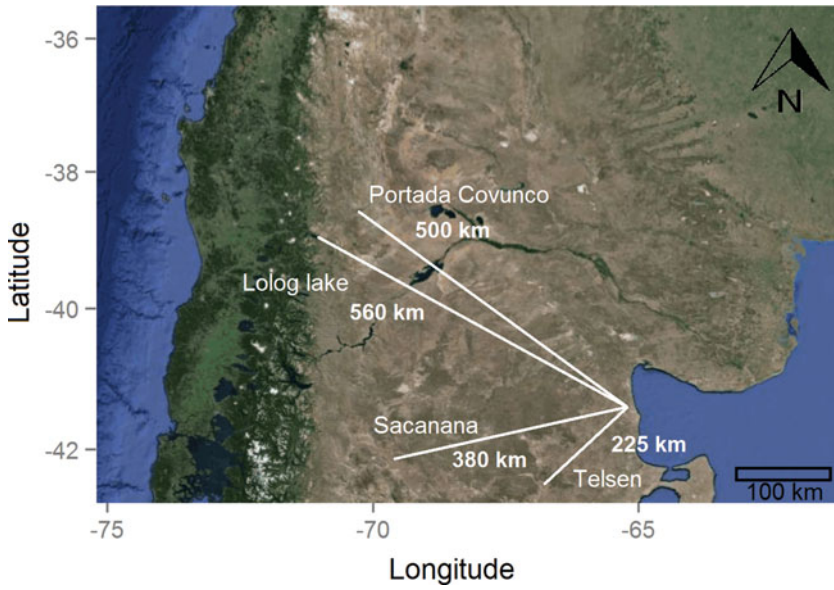 -36
-38
-40
-42
Latitude
N
Portada Covunco
500 km
Lolog lake
560 km
Sacanana
380 km
225 km
Telsen
100 km
-75
-70
-65
Longitude